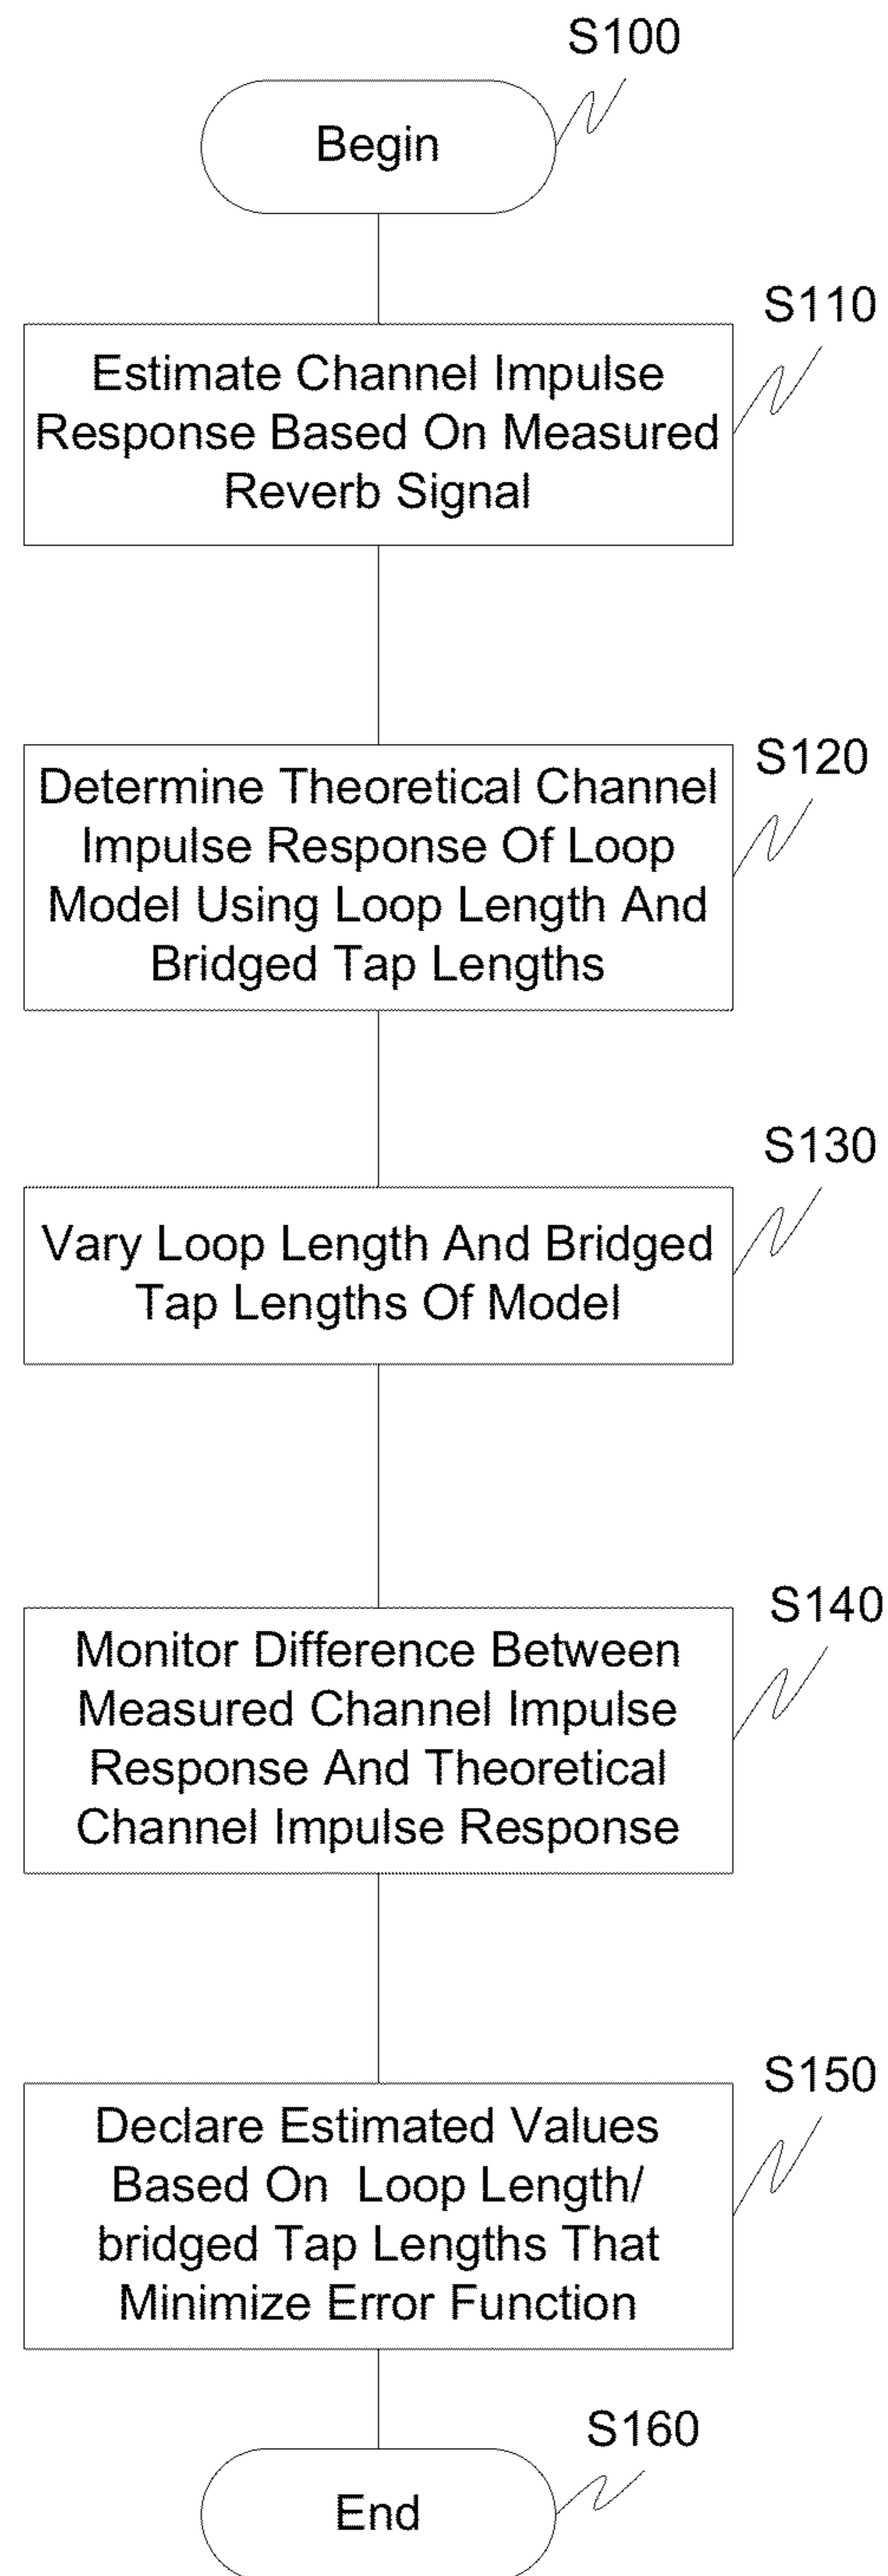 S100
Begin
S110
Estimate Channel Impulse
Response Based On Measured
Reverb Signal
S120
Determine Theoretical Channel
Impulse Response Of Loop
Model Using Loop Length And
Bridged Tap Lengths
S130
Vary Loop Length And Bridged
Tap Lengths Of Model
S140
Monitor Difference Between
Measured Channel Impulse
Response And Theoretical
Channel Impulse Response
S150
Declare Estimated Values
Based On Loop Length/
bridged Tap Lengths That
Minimize Error Function
S160
End